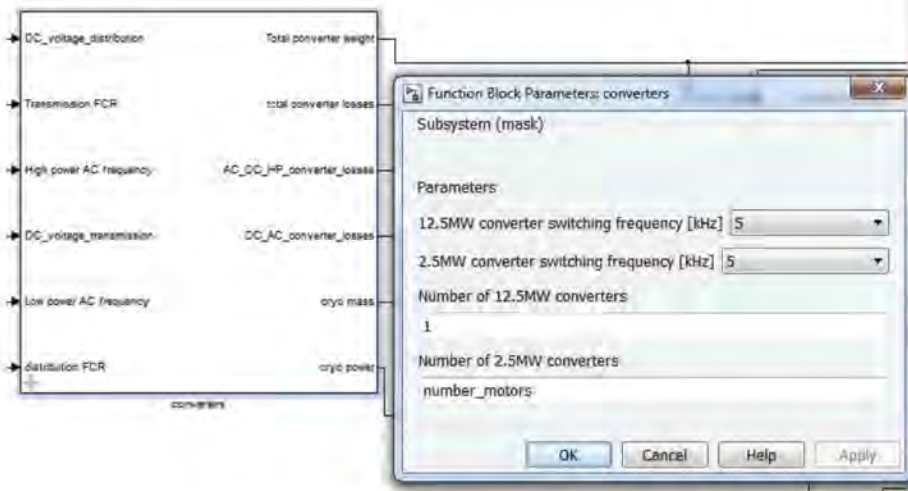 DC_voltage_distribution
Total converter weight
Transmission FCR
total converter losses
High power AC frequency
AC_DC_HP_converter_losses
DC_voltage_transmission
DC_AC_converter_losses
Low power AC frequency
cryo mass
distribution FCR
cryo power
converters
Function Block Parameters: converters
Subsystem (mask)
Parameters
12.5MW converter switching frequency [kHz] 5
2.5MW converter switching frequency [kHz] 5
Number of 12.5MW converters
1
Number of 2.5MW converters
number_motors
OK Cancel Help Apply